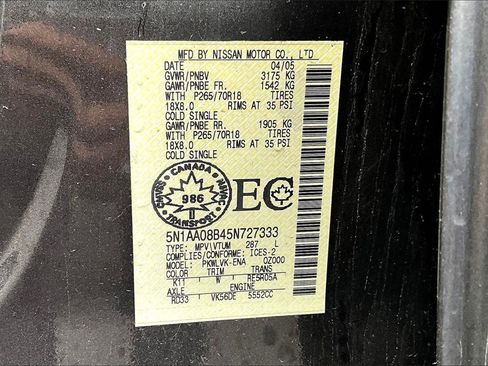 MFD BY NISSAN MOTOR CO., LTD
DATE 04/05
GVWR/PNBV 3175 KG
GAWR/PNBE FR. 1542 KG
WITH P265/70R18 TIRES
18X8.0 RIMS AT 35 PSI
COLD SINGLE
GAWR/PNBE RR. 1905 KG
WITH P265/70R18 TIRES
18X8.0 RIMS AT 35 PSI
COLD SINGLE
CANADA
986
TRANSPORT
EC
5N1AA08B45N727333
TYPE: MPV\VTUM 287 L
COMPLIES/CONFORME: ICES-2
MODEL: PKWLVK-ENA 0Z000
COLOR TRIM TRANS
K11 W RE5R05A
AXLE ENGINE
RD33 VK56DE 5552CC